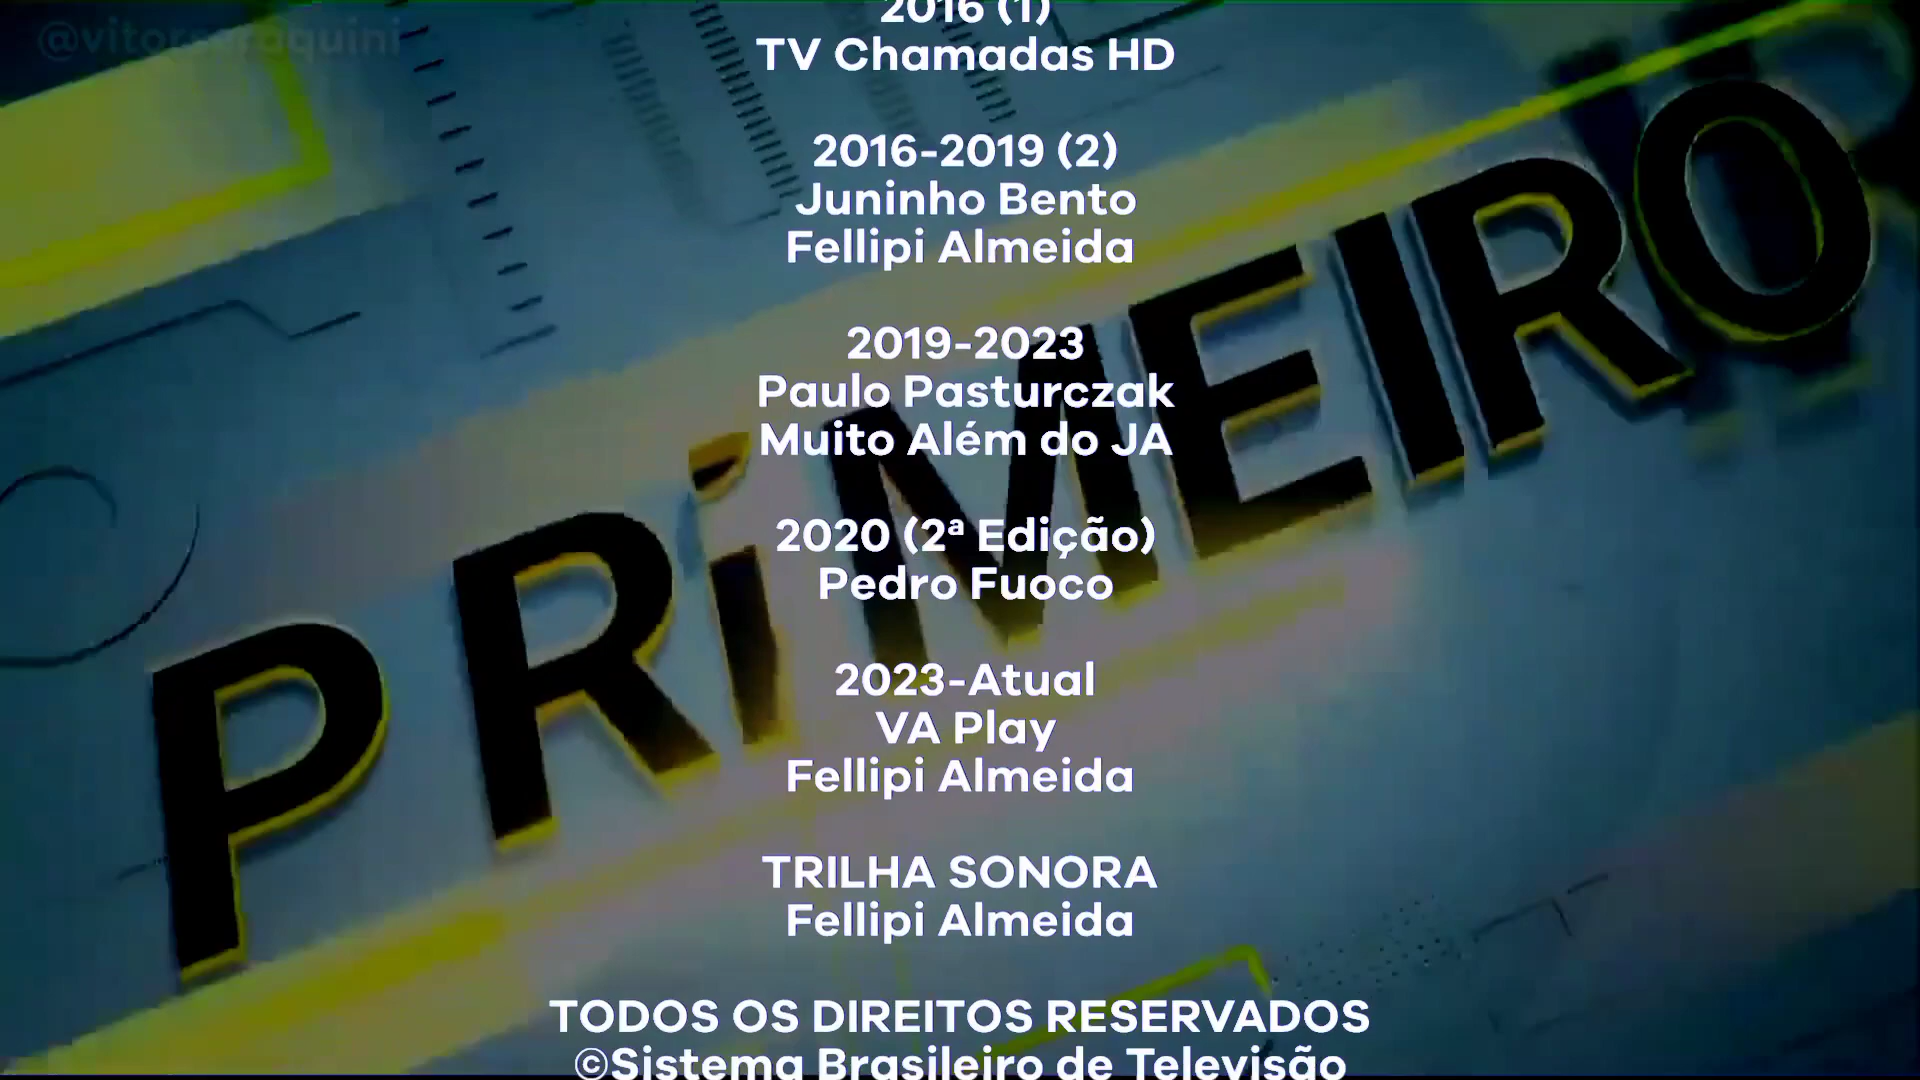 2016 (1)
TV Chamadas HD
2016-2019 (2)
Juninho Bento
Fellipi Almeida
2019-2023
Paulo Pasturczak
Muito Além do JA
2020 (2ª Edição)
Pedro Fuoco
2023-Atual
VA Play
Fellipi Almeida
TRILHA SONORA
Fellipi Almeida
TODOS OS DIREITOS RESERVADOS
©Sistema Brasileiro de Televisão
PRiMEIRO